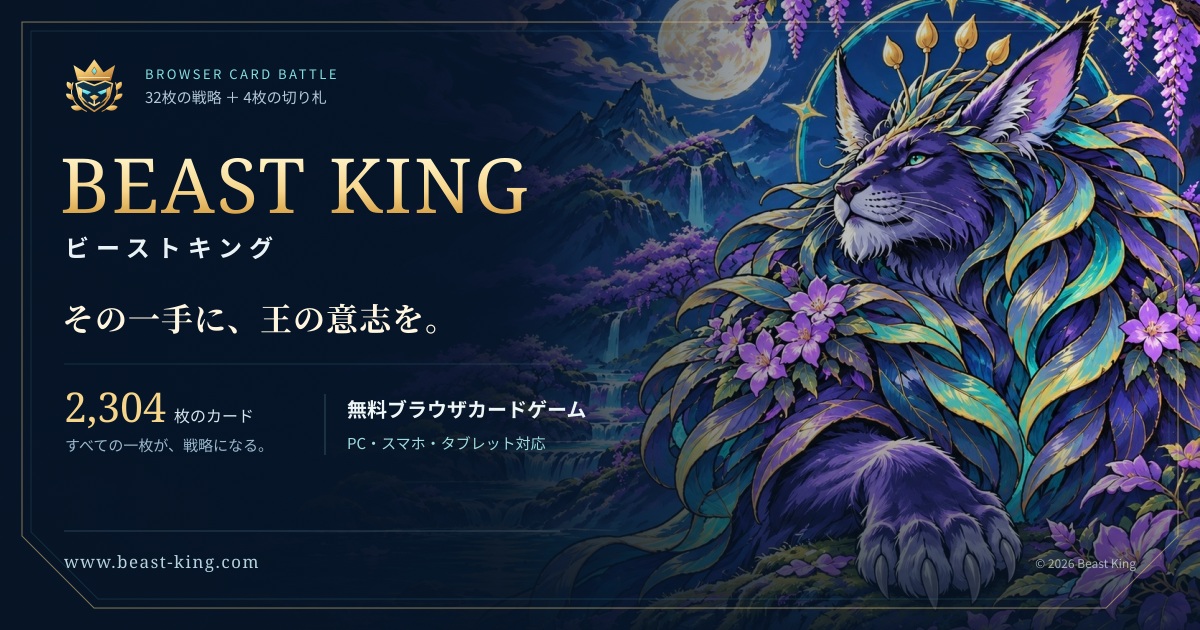 BROWSER CARD BATTLE
32枚の戦略 ＋ 4枚の切り札
BEAST KING
ビーストキング
その一手に、王の意志を。
2,304 枚のカード
すべての一枚が、戦略になる。
無料ブラウザカードゲーム
PC・スマホ・タブレット対応
www.beast-king.com
© 2026 Beast King